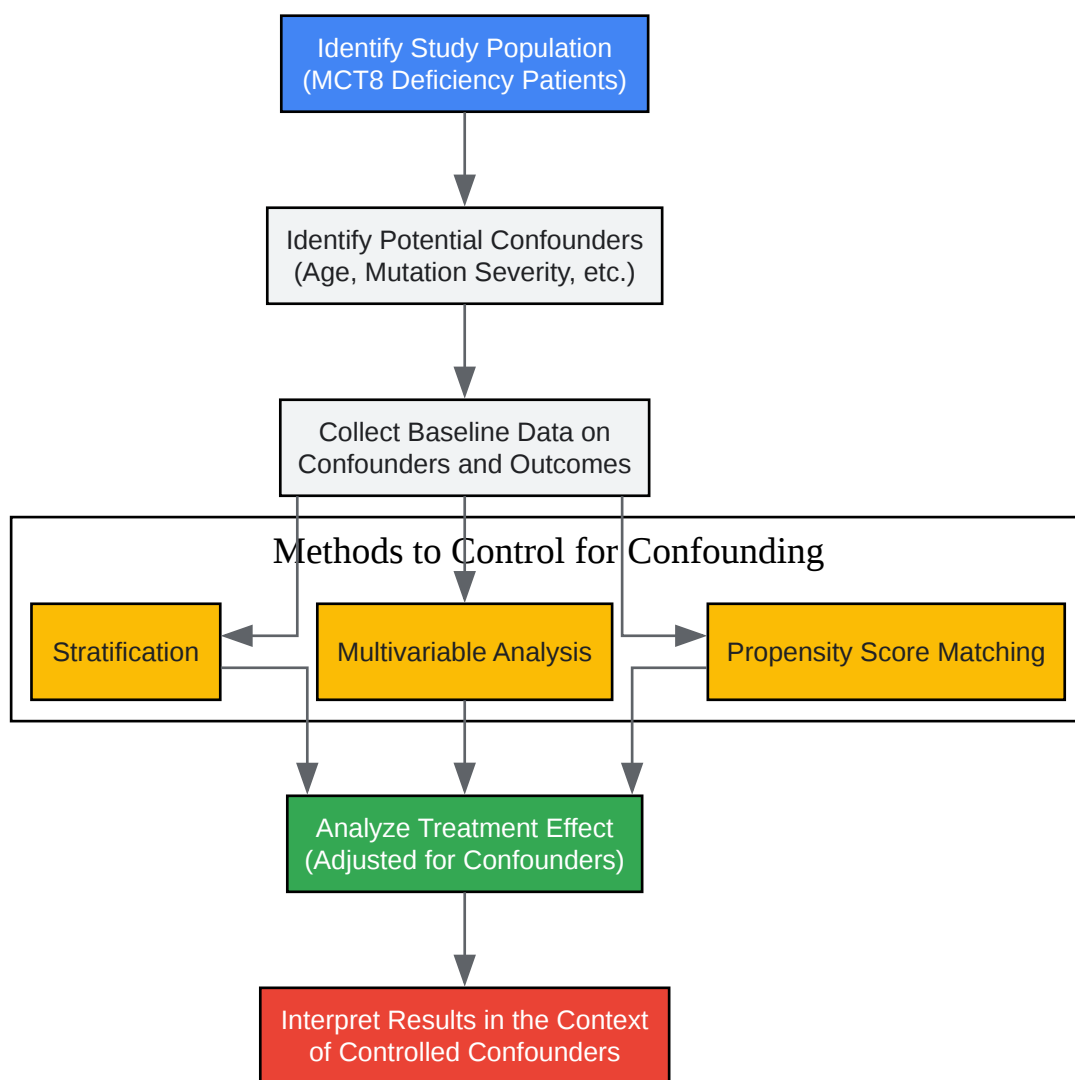 Identify Study Population
(MCT8 Deficiency Patients)
Identify Potential Confounders
(Age, Mutation Severity, etc.)
Collect Baseline Data on
Confounders and Outcomes
Methods to Control for Confounding
Stratification
Multivariable Analysis
Propensity Score Matching
Analyze Treatment Effect
(Adjusted for Confounders)
Interpret Results in the Context
of Controlled Confounders